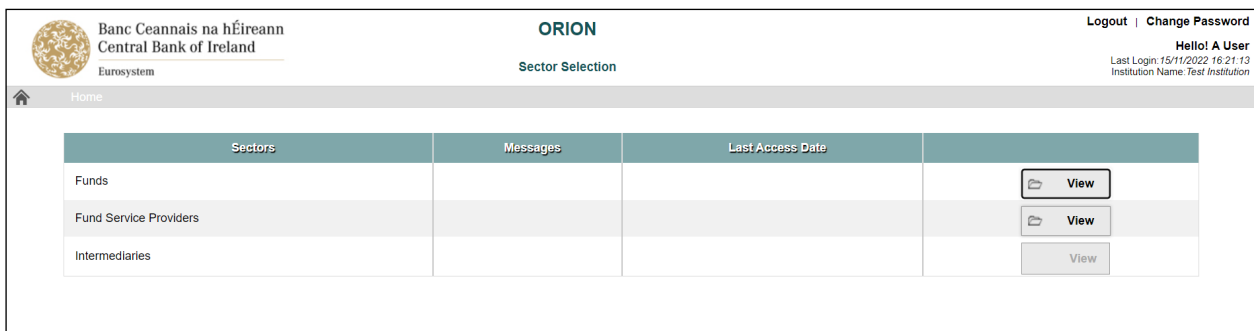 Banc Ceannais na hÉireann
Central Bank of Ireland
Eurosystem
ORION
Sector Selection
Logout | Change Password
Hello! A User
Last Login:15/11/2022 16:21:13
Institution Name:Test Institution
Home
Sectors Messages Last Access Date
Funds View
Fund Service Providers View
Intermediaries View